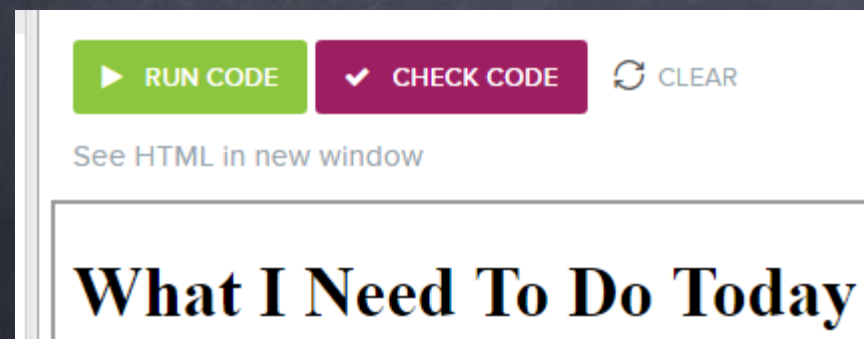 RUN CODE CHECK CODE CLEAR
See HTML in new window
What I Need To Do Today